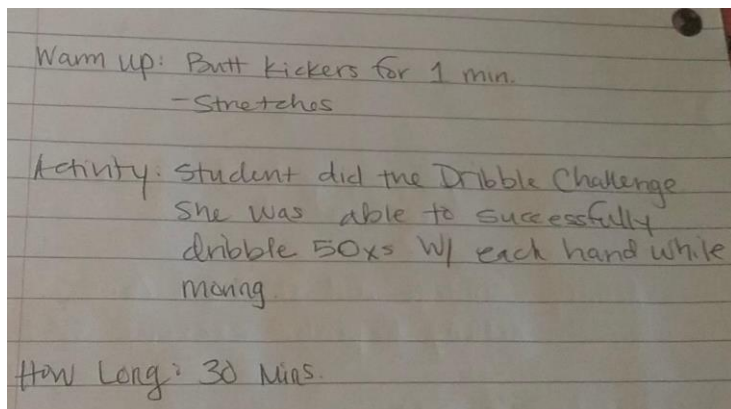 Warm up: Butt kickers for 1 min.
- Stretches
Activity: Student did the Dribble Challenge
She was able to successfully
dribble 50xs W/ each hand while
moving
How Long: 30 Mins.